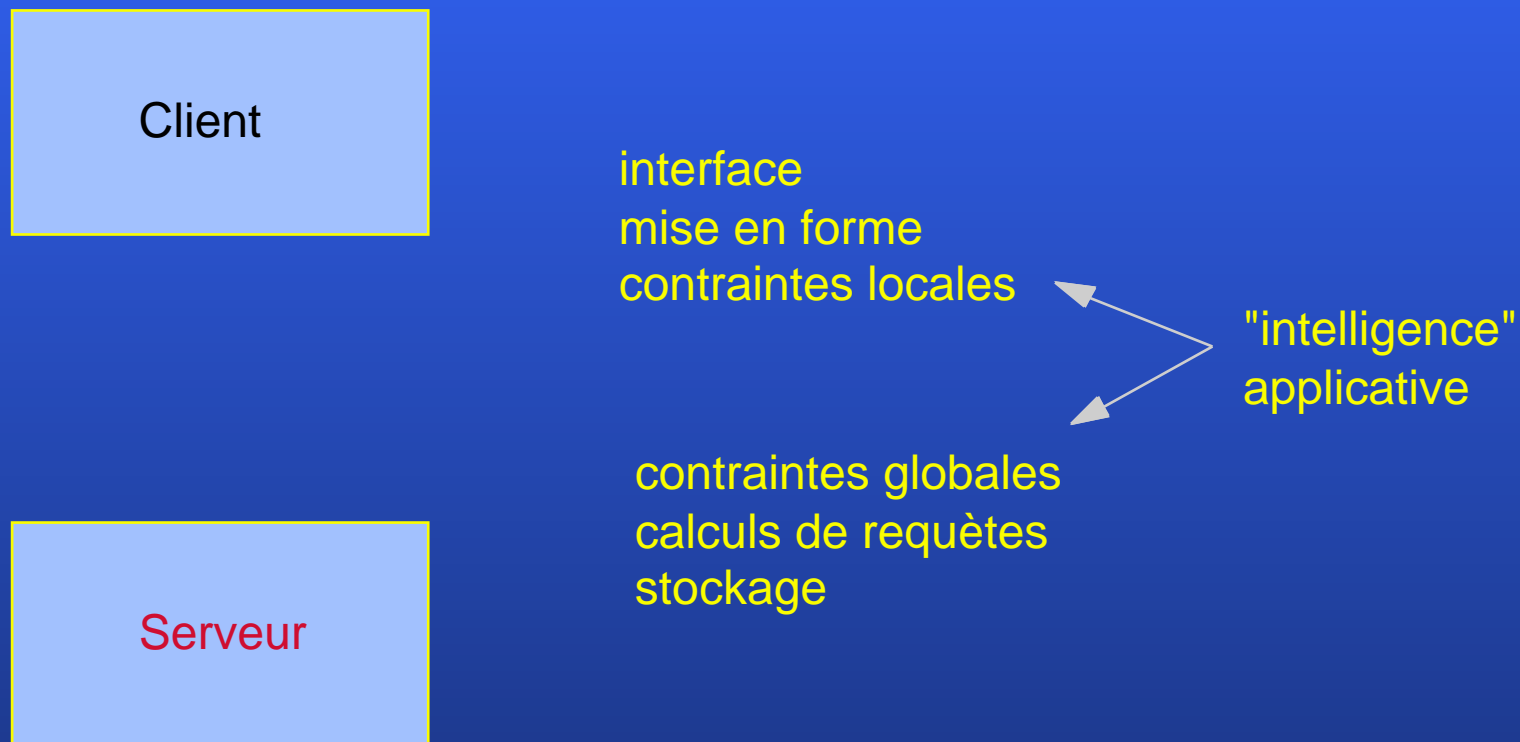 Client
interface
mise en forme
contraintes locales
"intelligence"
applicative
contraintes globales
calculs de requètes
stockage
Serveur